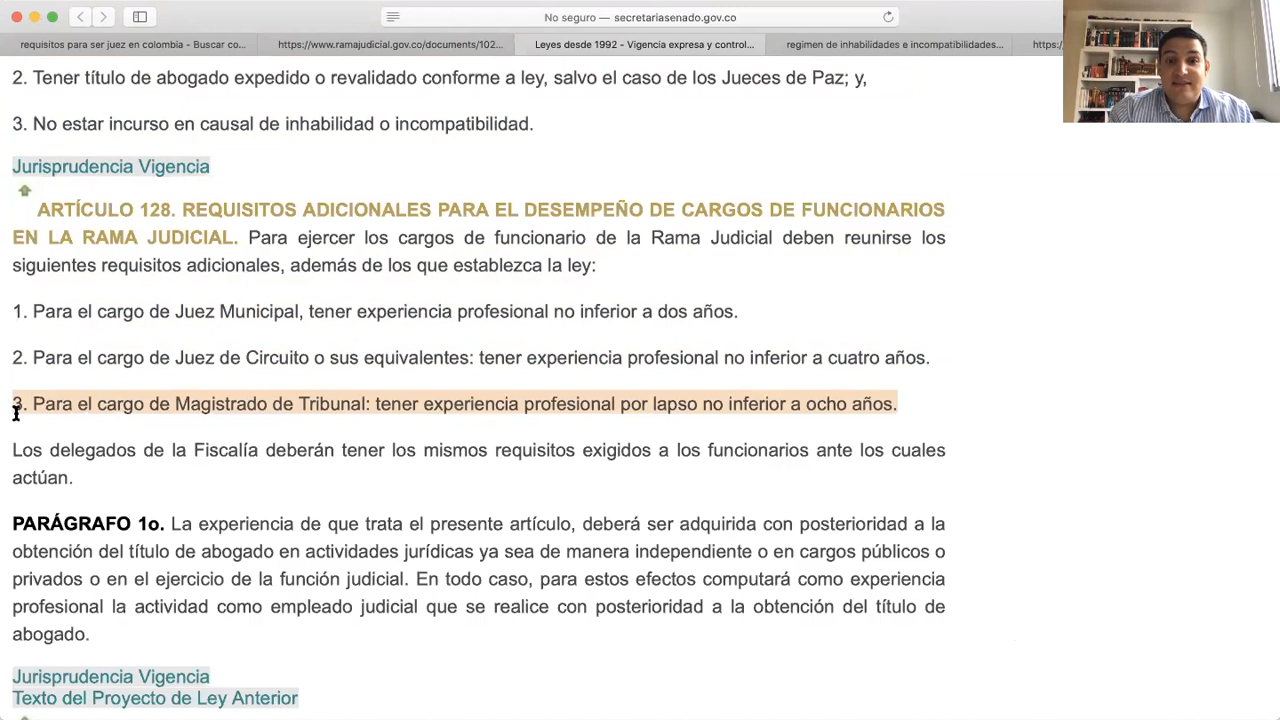 No seguro — secretariasenado.gov.co
requisitos para ser juez en colombia - Buscar co...
https://www.ramajudicial.gov.co/documents/102...
Leyes desde 1992 - Vigencia expresa y control...
regimen de inhabilidades e incompatibilidades...
https:/
2. Tener título de abogado expedido o revalidado conforme a ley, salvo el caso de los Jueces de Paz; y,
3. No estar incurso en causal de inhabilidad o incompatibilidad.
Jurisprudencia Vigencia
ARTÍCULO 128. REQUISITOS ADICIONALES PARA EL DESEMPEÑO DE CARGOS DE FUNCIONARIOS
EN LA RAMA JUDICIAL. Para ejercer los cargos de funcionario de la Rama Judicial deben reunirse los
siguientes requisitos adicionales, además de los que establezca la ley:
1. Para el cargo de Juez Municipal, tener experiencia profesional no inferior a dos años.
2. Para el cargo de Juez de Circuito o sus equivalentes: tener experiencia profesional no inferior a cuatro años.
3. Para el cargo de Magistrado de Tribunal: tener experiencia profesional por lapso no inferior a ocho años.
Los delegados de la Fiscalía deberán tener los mismos requisitos exigidos a los funcionarios ante los cuales
actúan.
PARÁGRAFO 1o. La experiencia de que trata el presente artículo, deberá ser adquirida con posterioridad a la
obtención del título de abogado en actividades jurídicas ya sea de manera independiente o en cargos públicos o
privados o en el ejercicio de la función judicial. En todo caso, para estos efectos computará como experiencia
profesional la actividad como empleado judicial que se realice con posterioridad a la obtención del título de
abogado.
Jurisprudencia Vigencia
Texto del Proyecto de Ley Anterior